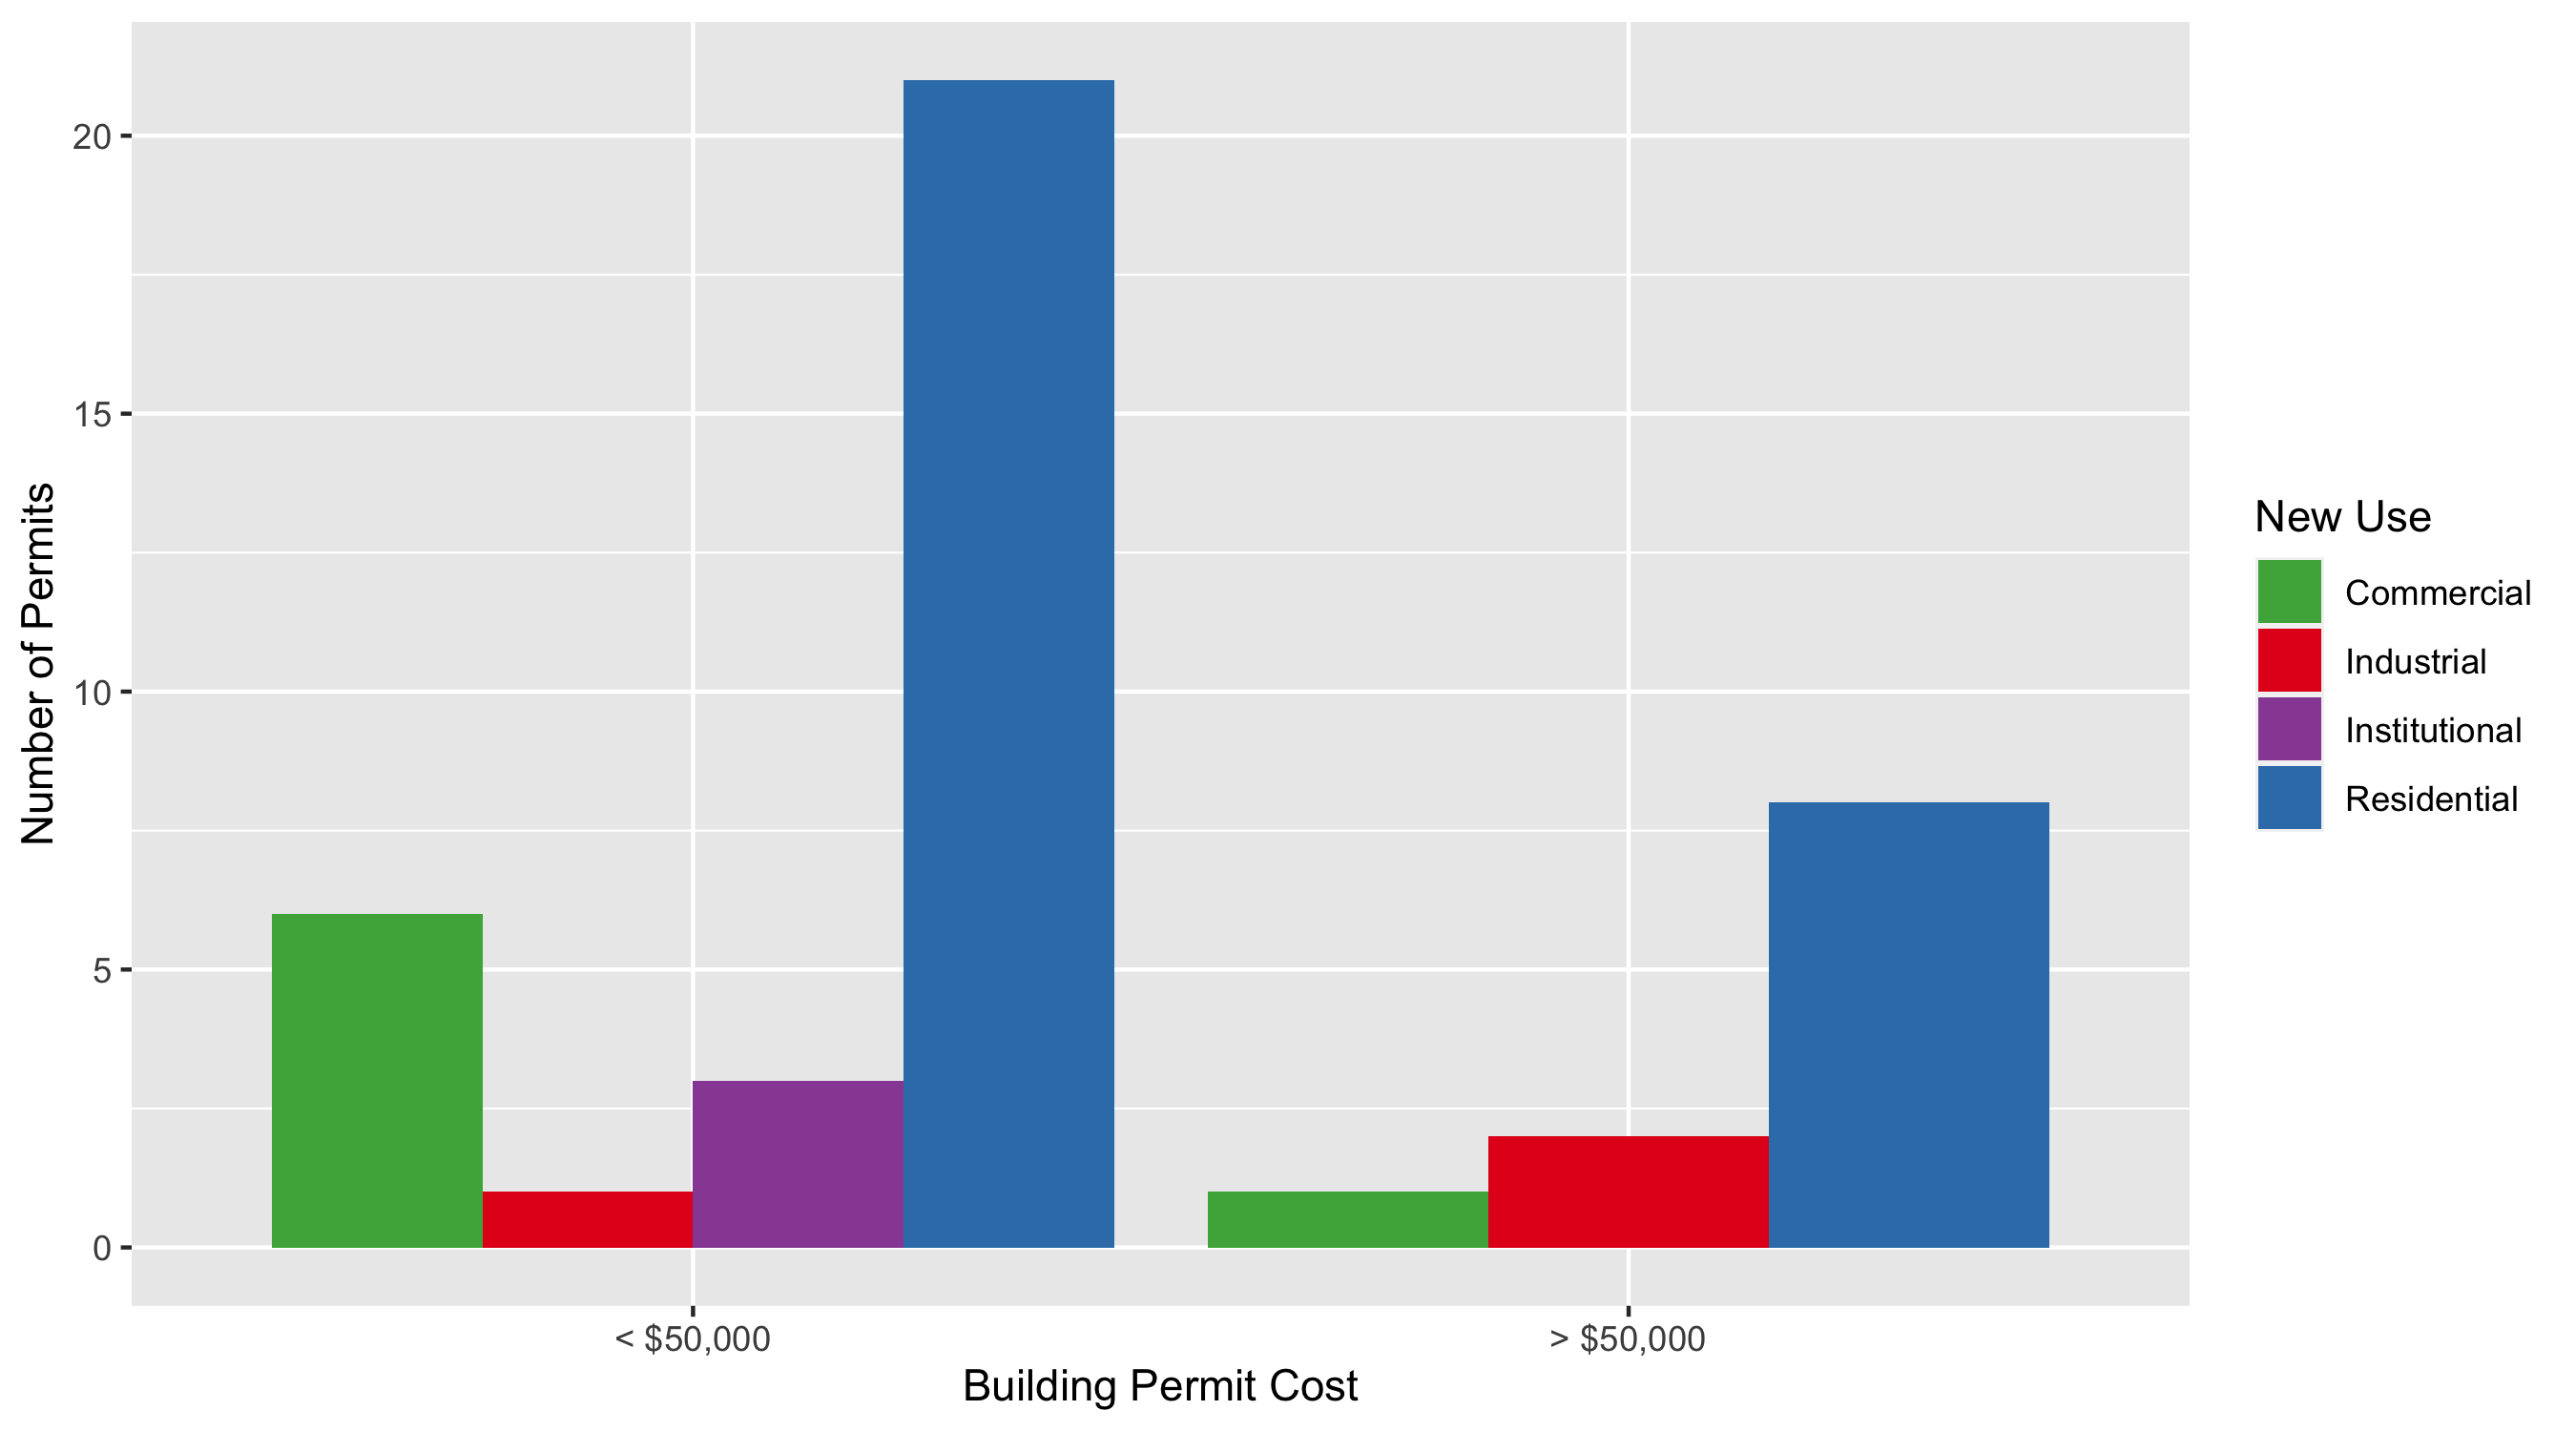 20
15
10
5
0
Number of Permits
< $50,000
> $50,000
Building Permit Cost
New Use
Commercial
Industrial
Institutional
Residential